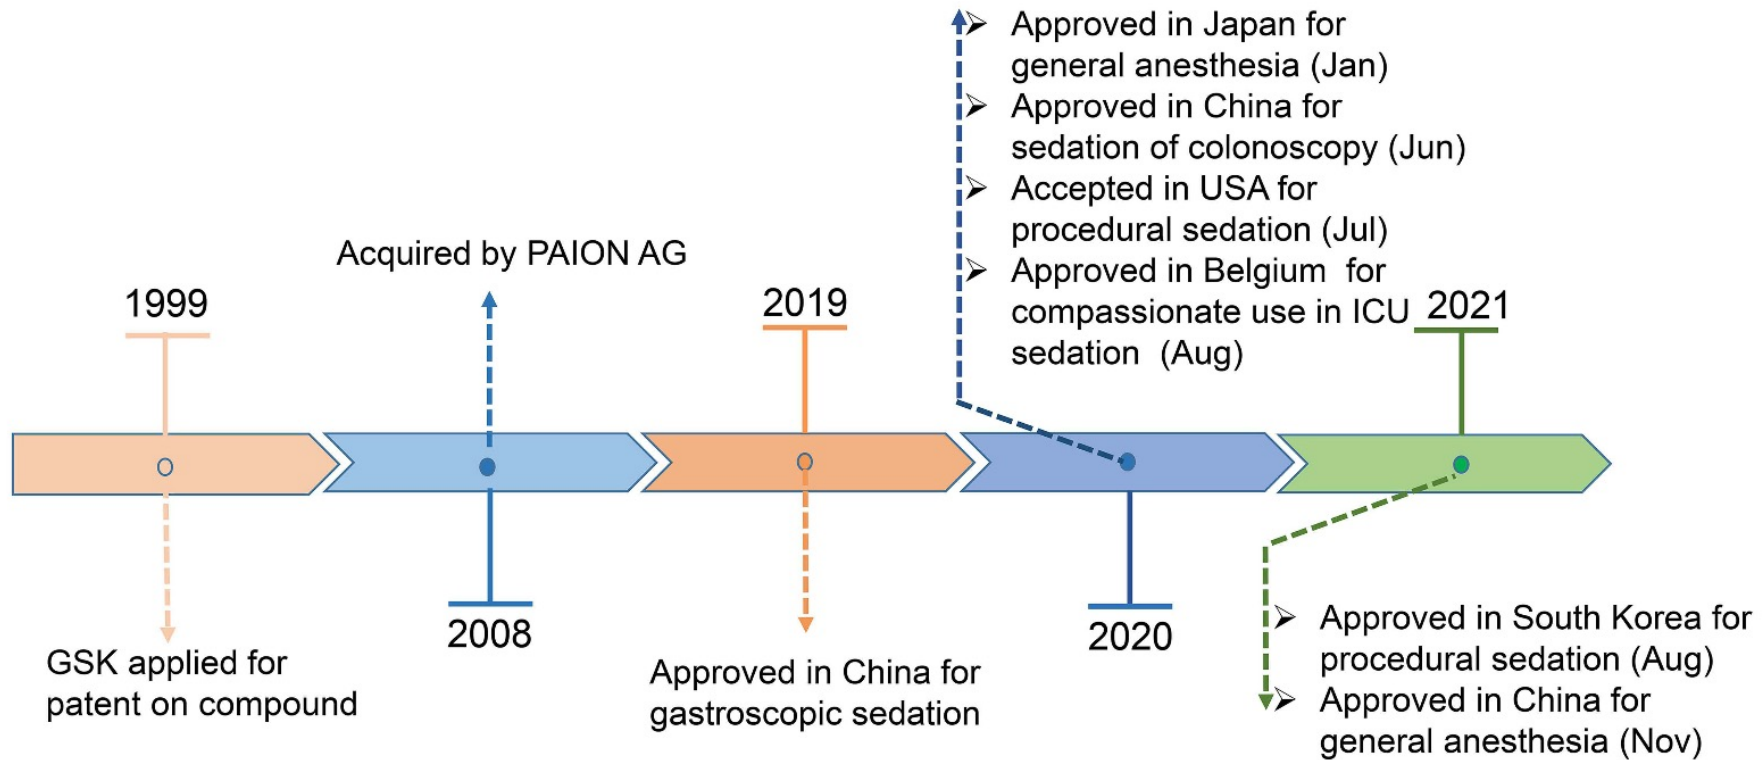 1999
GSK applied for
patent on compound
Acquired by PAION AG
2008
2019
Approved in China for
gastroscopic sedation
➢ Approved in Japan for
general anesthesia (Jan)
➢ Approved in China for
sedation of colonoscopy (Jun)
➢ Accepted in USA for
procedural sedation (Jul)
➢ Approved in Belgium for
compassionate use in ICU
sedation (Aug)
2020
2021
➢ Approved in South Korea for
procedural sedation (Aug)
➢ Approved in China for
general anesthesia (Nov)